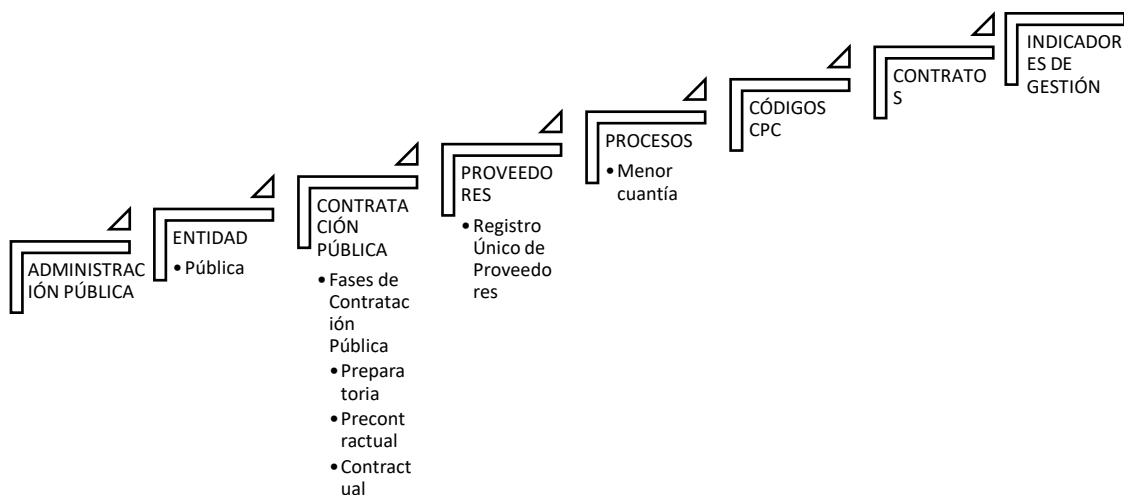 ADMINISTRAC
IÓN PÚBLICA
ENTIDAD
• Pública
CONTRATA
CIÓN
PÚBLICA
• Fases de
Contratac
ión
Pública
• Prepara
toria
• Precont
ractual
• Contract
ual
PROVEEDO
RES
• Registro
Único de
Proveedo
res
PROCESOS
• Menor
cuantía
CÓDIGOS
CPC
CONTRATO
S
INDICADOR
ES DE
GESTIÓN